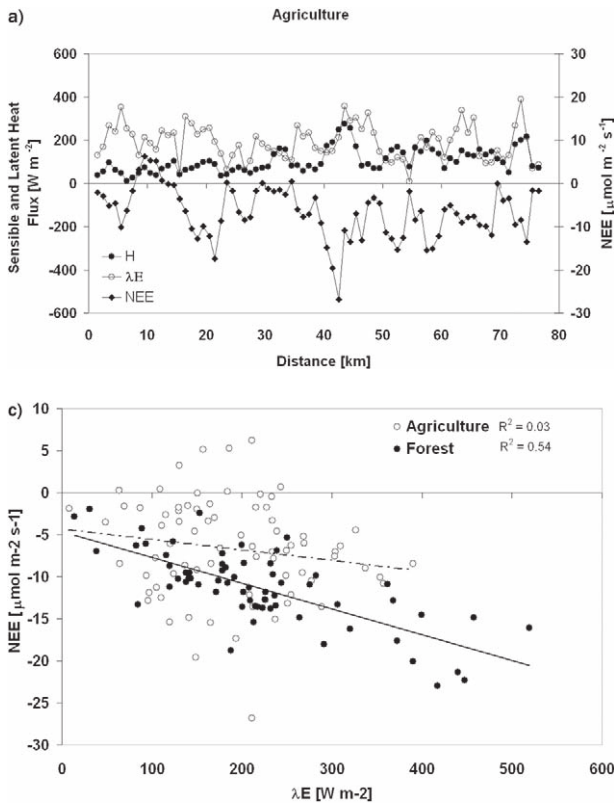 a)
Agriculture
Sensible and Latent Heat
Flux [W m-2]
600
400
200
0
-200
-400
-600
H
λE
NEE
30
20
10
0
-10
-20
-30
NEE [μmol m-2 s-1]
0 10 20 30 40 50 60 70 80
Distance [km]
c)
NEE [μmol m-2 s-1]
10
5
0
-5
-10
-15
-20
-25
-30
Agriculture R2 = 0.03
Forest R2 = 0.54
0 100 200 300 400 500 600
λE [W m-2]